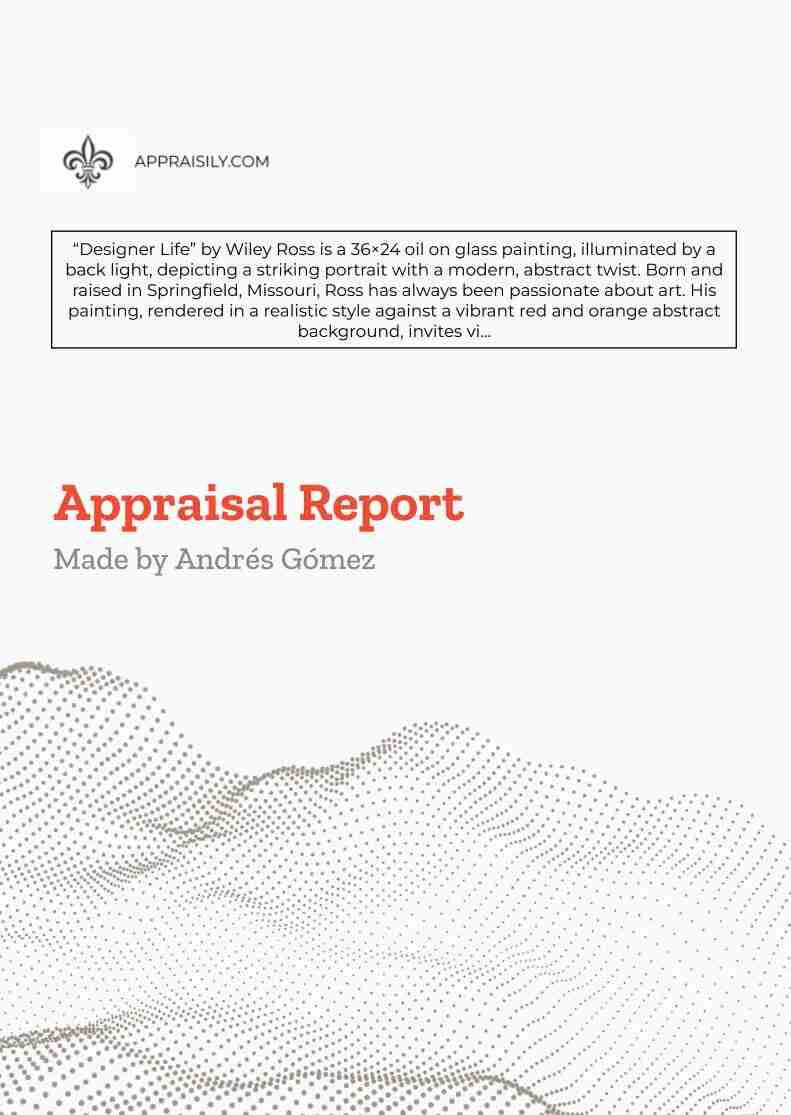 APPRAISILY.COM
“Designer Life” by Wiley Ross is a 36×24 oil on glass painting, illuminated by a
back light, depicting a striking portrait with a modern, abstract twist. Born and
raised in Springfield, Missouri, Ross has always been passionate about art. His
painting, rendered in a realistic style against a vibrant red and orange abstract
background, invites vi...
Appraisal Report
Made by Andrés Gómez